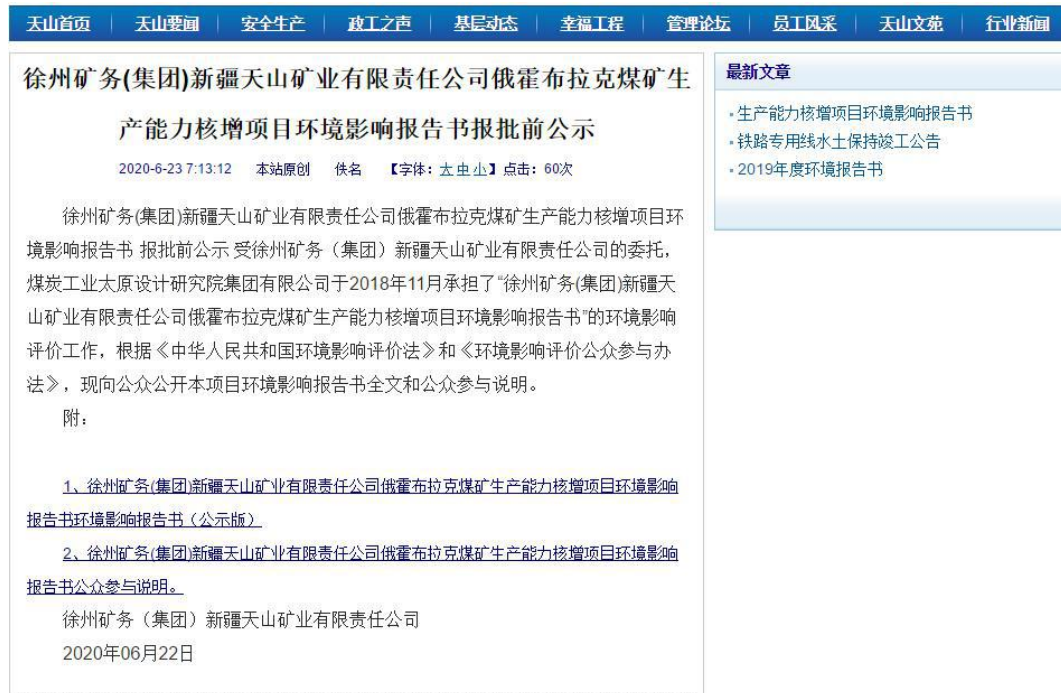 天山首页 天山要闻 安全生产 政工之声 基层动态 幸福工程 管理论坛 员工风采 天山文苑 行业新闻
徐州矿务(集团)新疆天山矿业有限责任公司俄霍布拉克煤矿生
产能力核增项目环境影响报告书报批前公示
2020-6-23 7:13:12 本站原创 佚名 【字体：大 中 小】点击：60次
徐州矿务(集团)新疆天山矿业有限责任公司俄霍布拉克煤矿生产能力核增项目环
境影响报告书 报批前公示 受徐州矿务（集团）新疆天山矿业有限责任公司的委托，
煤炭工业太原设计研究院集团有限公司于2018年11月承担了“徐州矿务(集团)新疆天
山矿业有限责任公司俄霍布拉克煤矿生产能力核增项目环境影响报告书”的环境影响
评价工作，根据《中华人民共和国环境影响评价法》和《环境影响评价公众参与办
法》，现向公众公开本项目环境影响报告书全文和公众参与说明。
附：
1、徐州矿务(集团)新疆天山矿业有限责任公司俄霍布拉克煤矿生产能力核增项目环境影响
报告书环境影响报告书（公示版）
2、徐州矿务(集团)新疆天山矿业有限责任公司俄霍布拉克煤矿生产能力核增项目环境影响
报告书公众参与说明。
徐州矿务（集团）新疆天山矿业有限责任公司
2020年06月22日
最新文章
生产能力核增项目环境影响报告书
铁路专用线水土保持竣工公告
2019年度环境报告书